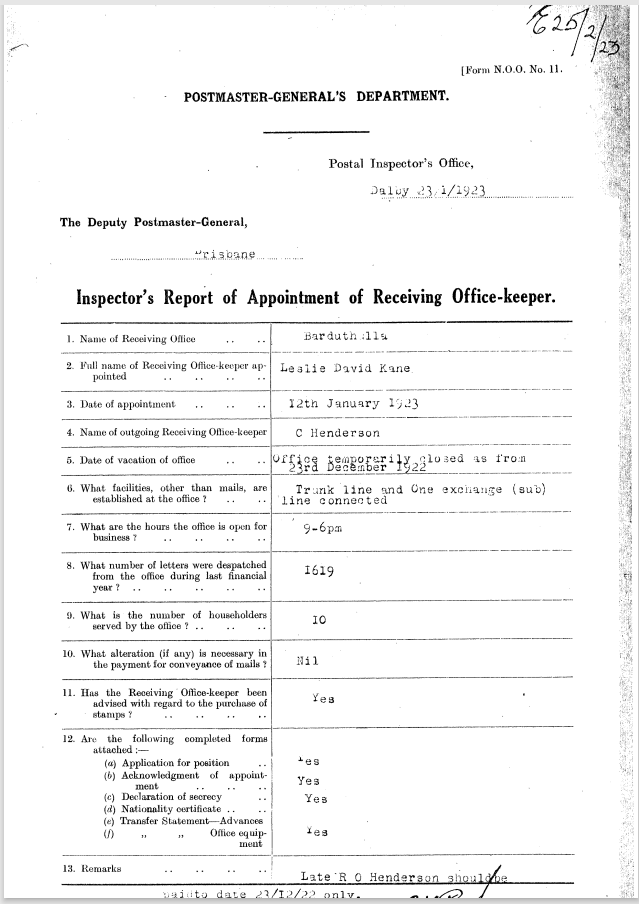 E25/2/23
[Form N.O.O. No. 11.
POSTMASTER-GENERAL'S DEPARTMENT.
Postal Inspector's Office,
Dalby 23/1/1923
The Deputy Postmaster-General,
Brisbane
Inspector's Report of Appointment of Receiving Office-keeper.
1. Name of Receiving Office .. .. Barduthulla
2. Full name of Receiving Office-keeper ap-
pointed .. .. .. .. Leslie David Kane
3. Date of appointment .. .. .. 12th January 1923
4. Name of outgoing Receiving Office-keeper C Henderson
5. Date of vacation of office .. .. Office temporarily closed as from
23rd December 1922
6. What facilities, other than mails, are Trunk line and One exchange (sub)
established at the office ? .. .. line connected
7. What are the hours the office is open for
business ? .. .. .. .. 9-6pm
8. What number of letters were despatched
from the office during last financial 1619
year ? .. .. .. .. ..
9. What is the number of householders
served by the office ? .. .. .. 10
10. What alteration (if any) is necessary in
the payment for conveyance of mails ? Nil
11. Has the Receiving Office-keeper been Yes
advised with regard to the purchase of
stamps ? .. .. .. ..
12. Are the following completed forms
attached :—
(a) Application for position .. Yes
(b) Acknowledgment of appoint- Yes
ment .. .. ..
(c) Declaration of secrecy .. Yes
(d) Nationality certificate .. ..
(e) Transfer Statement—Advances
(f) ,, ,, Office equip- Yes
ment
13. Remarks .. .. .. .. Late R O Henderson should be
paid to date 23/12/22 only.